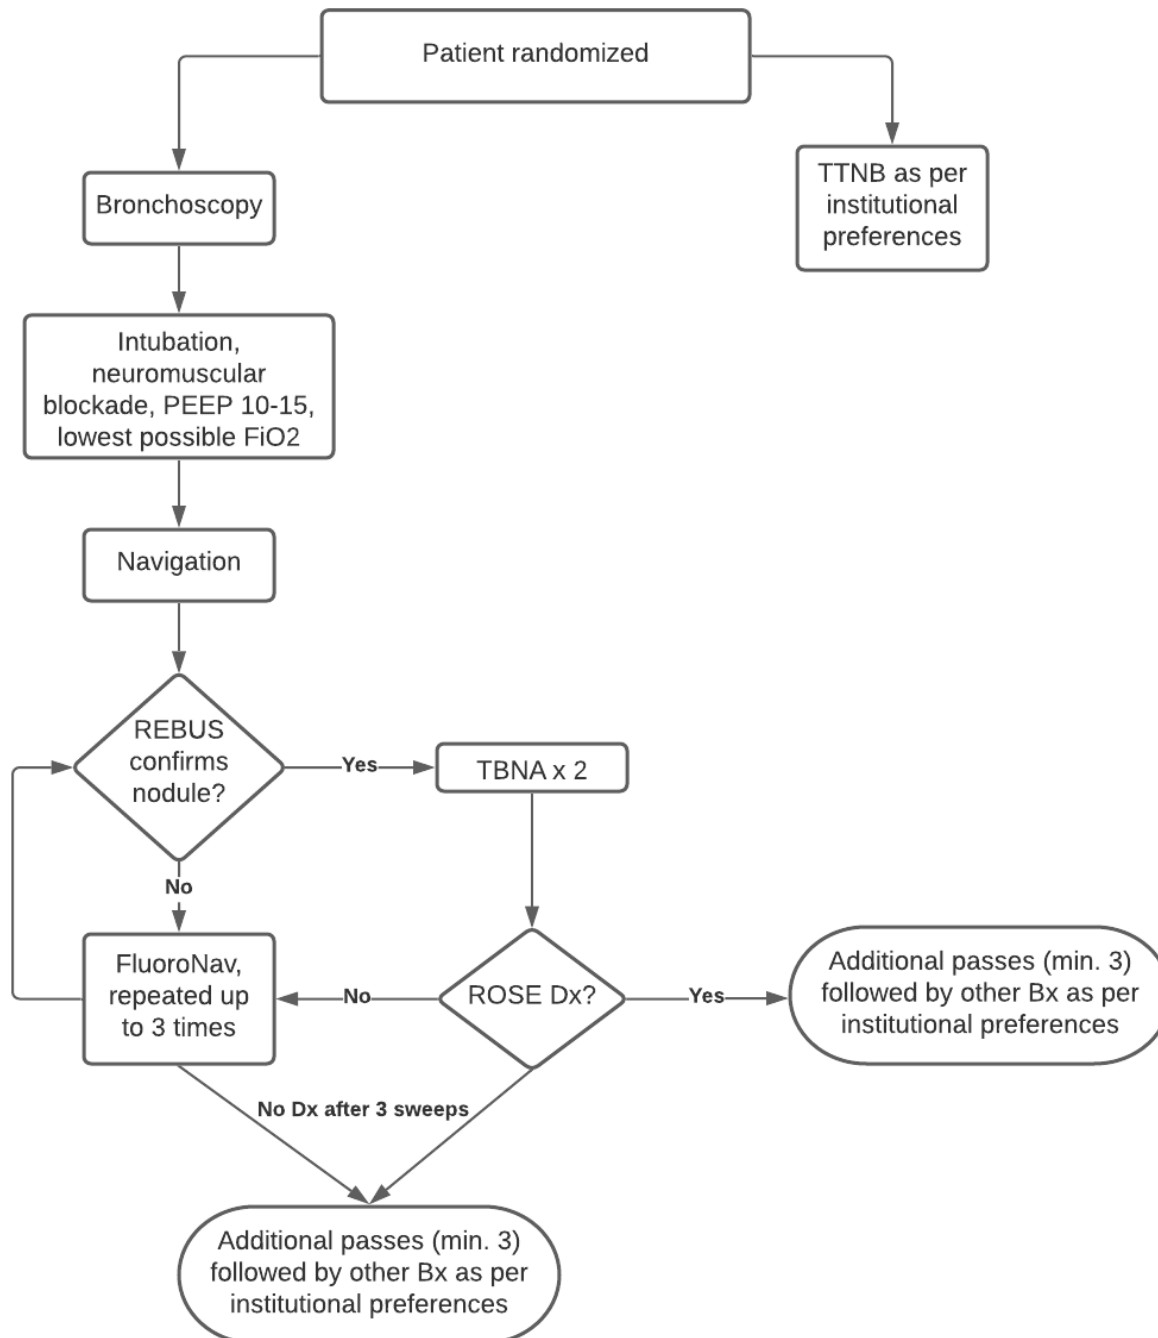 Patient randomized
TTNB as per
institutional
preferences
Bronchoscopy
Intubation,
neuromuscular
blockade, PEEP 10-15,
lowest possible FiO2
Navigation
REBUS
confirms
nodule?
Yes
TBNA x 2
No
FluoroNav,
repeated up
to 3 times
No
ROSE Dx?
Yes
Additional passes (min. 3)
followed by other Bx as per
institutional preferences
No Dx after 3 sweeps
Additional passes (min. 3)
followed by other Bx as per
institutional preferences